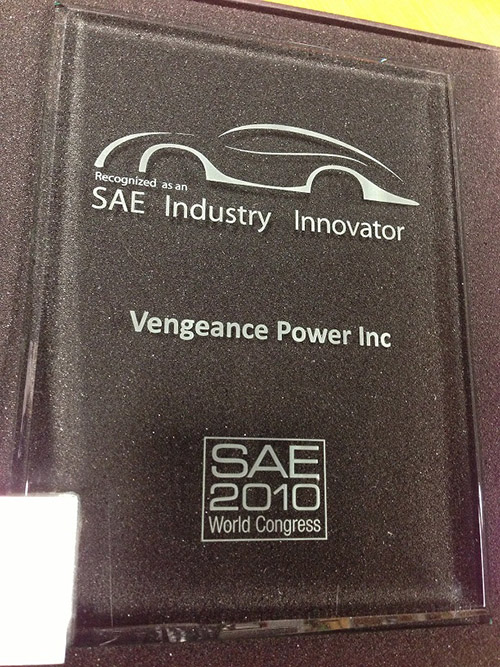 Recognized as an
SAE Industry Innovator
Vengeance Power Inc
SAE
2010
World Congress